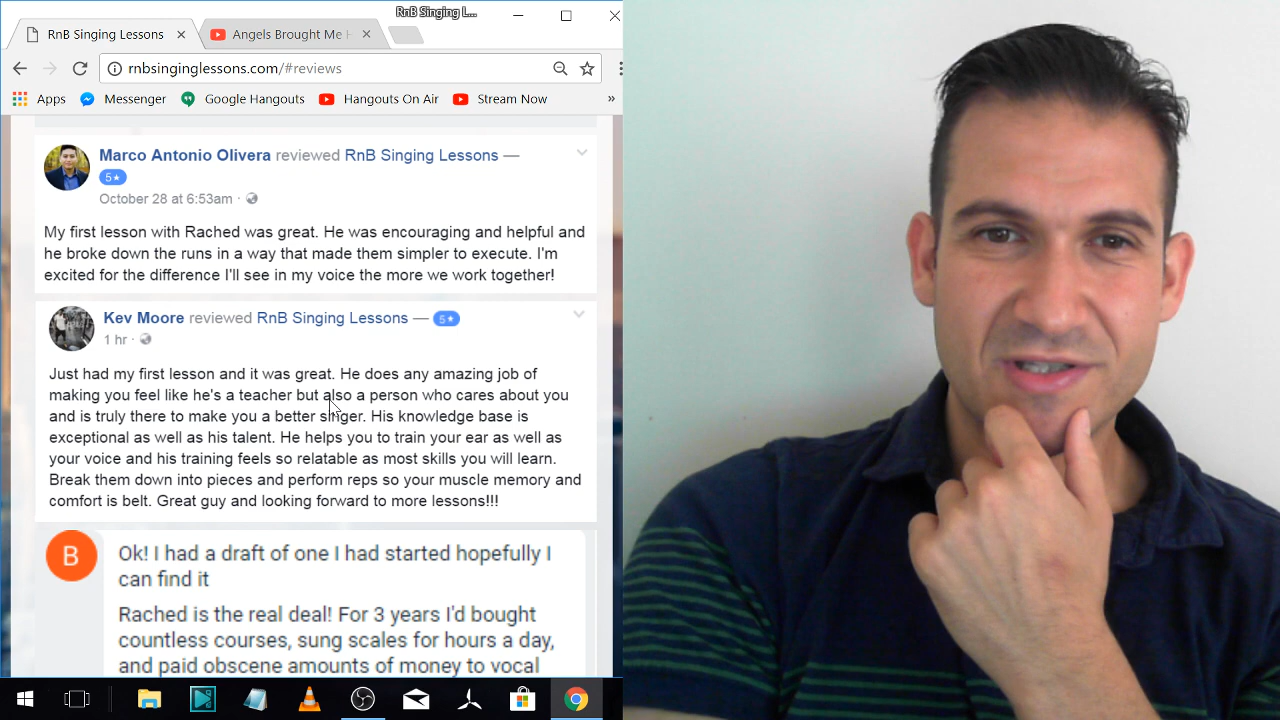 RnB Singing L...
RnB Singing Lessons
Angels Brought Me H
rnbsinginglessons.com/#reviews
Apps
Messenger
Google Hangouts
Hangouts On Air
Stream Now
»
Marco Antonio Olivera reviewed RnB Singing Lessons —
5★
October 28 at 6:53am ·
My first lesson with Rached was great. He was encouraging and helpful and
he broke down the runs in a way that made them simpler to execute. I'm
excited for the difference I'll see in my voice the more we work together!
Kev Moore reviewed RnB Singing Lessons — 5★
1 hr ·
Just had my first lesson and it was great. He does any amazing job of
making you feel like he's a teacher but also a person who cares about you
and is truly there to make you a better singer. His knowledge base is
exceptional as well as his talent. He helps you to train your ear as well as
your voice and his training feels so relatable as most skills you will learn.
Break them down into pieces and perform reps so your muscle memory and
comfort is belt. Great guy and looking forward to more lessons!!!
B
Ok! I had a draft of one I had started hopefully I
can find it
Rached is the real deal! For 3 years I'd bought
countless courses, sung scales for hours a day,
and paid obscene amounts of money to vocal